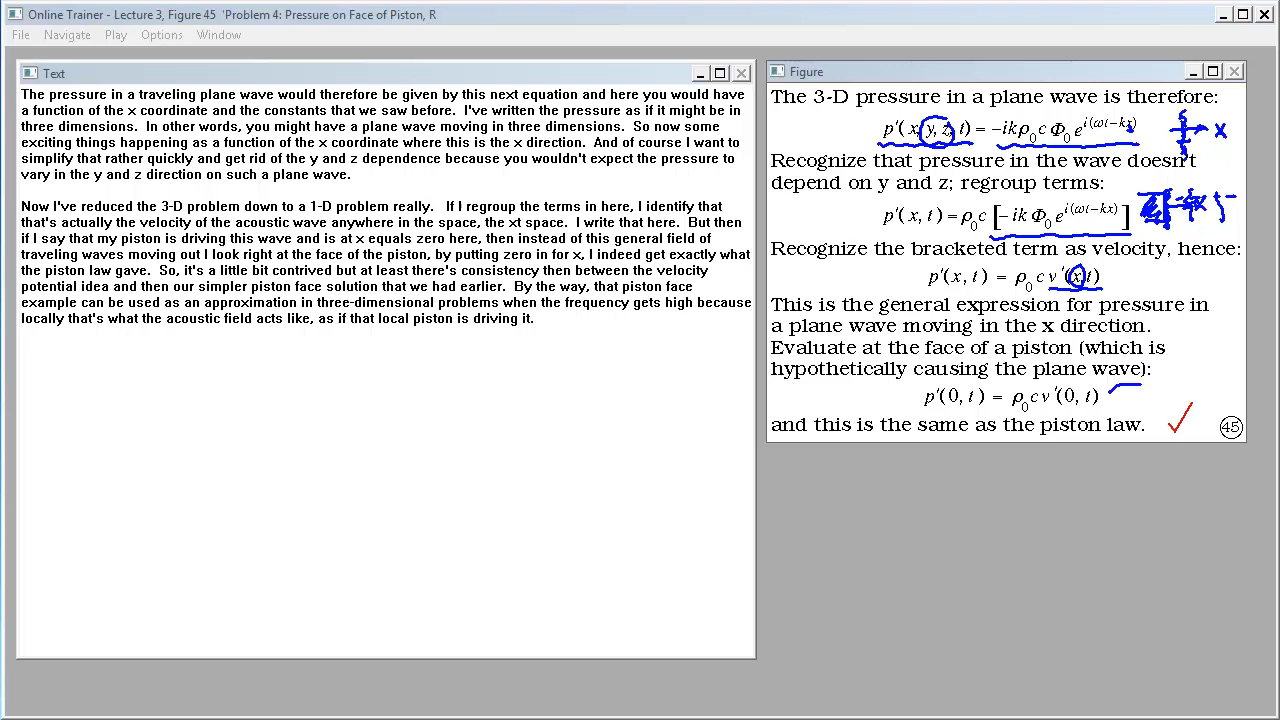 Online Trainer - Lecture 3, Figure 45 'Problem 4: Pressure on Face of Piston, R
File Navigate Play Options Window
Text
The pressure in a traveling plane wave would therefore be given by this next equation and here you would have
a function of the x coordinate and the constants that we saw before. I've written the pressure as if it might be in
three dimensions. In other words, you might have a plane wave moving in three dimensions. So now some
exciting things happening as a function of the x coordinate where this is the x direction. And of course I want to
simplify that rather quickly and get rid of the y and z dependence because you wouldn't expect the pressure to
vary in the y and z direction on such a plane wave.
Now I've reduced the 3-D problem down to a 1-D problem really. If I regroup the terms in here, I identify that
that's actually the velocity of the acoustic wave anywhere in the space, the xt space. I write that here. But then
if I say that my piston is driving this wave and is at x equals zero here, then instead of this general field of
traveling waves moving out I look right at the face of the piston, by putting zero in for x, I indeed get exactly what
the piston law gave. So, it's a little bit contrived but at least there's consistency then between the velocity
potential idea and then our simpler piston face solution that we had earlier. By the way, that piston face
example can be used as an approximation in three-dimensional problems when the frequency gets high because
locally that's what the acoustic field acts like, as if that local piston is driving it.
Figure
The 3-D pressure in a plane wave is therefore:
p'(x, y, z, t) = -ikρ₀c Φ₀ e^{i(ωt-kx)} x
Recognize that pressure in the wave doesn't
depend on y and z; regroup terms:
p'(x, t) = ρ₀c [-ik Φ₀ e^{i(ωt-kx)}]
Recognize the bracketed term as velocity, hence:
p'(x, t) = ρ₀c v'(x, t)
This is the general expression for pressure in
a plane wave moving in the x direction.
Evaluate at the face of a piston (which is
hypothetically causing the plane wave):
p'(0, t) = ρ₀c v'(0, t)
and this is the same as the piston law. 45